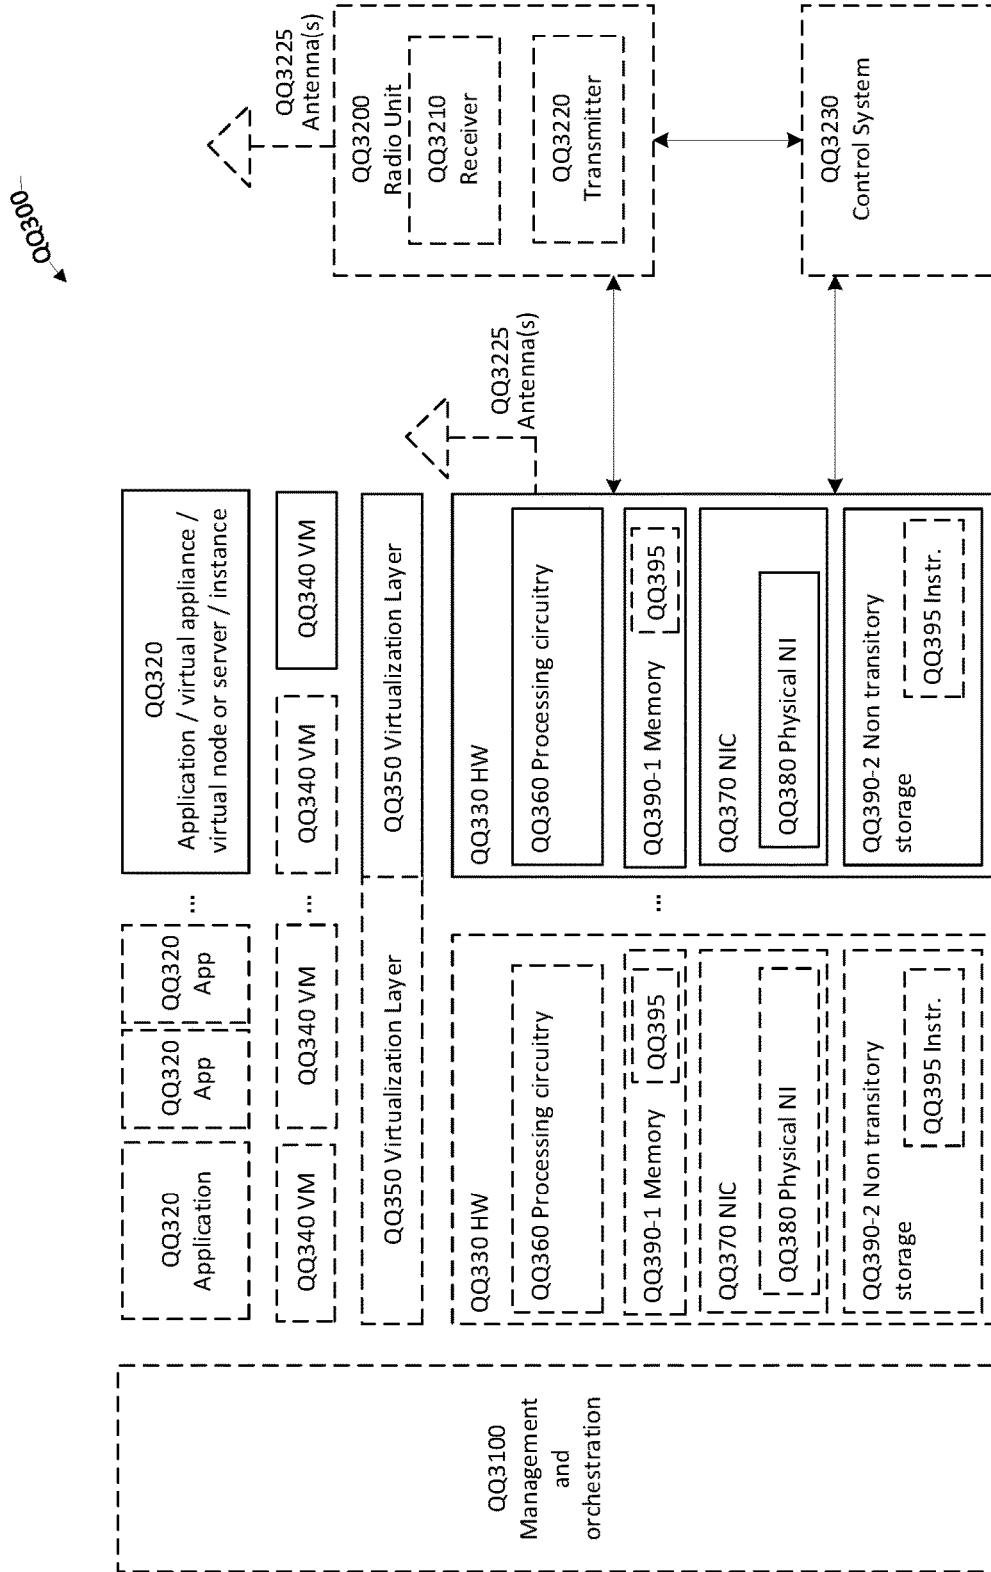 QQ300
QQ3100
Management
and
orchestration
QQ320
Application
QQ320
App
QQ320
App
...
QQ320
Application / virtual appliance /
virtual node or server / instance
QQ340 VM
QQ340 VM
...
QQ340 VM
QQ340 VM
QQ350 Virtualization Layer
QQ350 Virtualization Layer
QQ330 HW
QQ360 Processing circuitry
QQ390-1 Memory
QQ395
QQ370 NIC
QQ380 Physical NI
QQ390-2 Non transitory
storage
QQ395 Instr.
...
QQ330 HW
QQ360 Processing circuitry
QQ390-1 Memory
QQ395
QQ370 NIC
QQ380 Physical NI
QQ390-2 Non transitory
storage
QQ395 Instr.
QQ3225
Antenna(s)
QQ3225
Antenna(s)
QQ3200
Radio Unit
QQ3210
Receiver
QQ3220
Transmitter
QQ3230
Control System